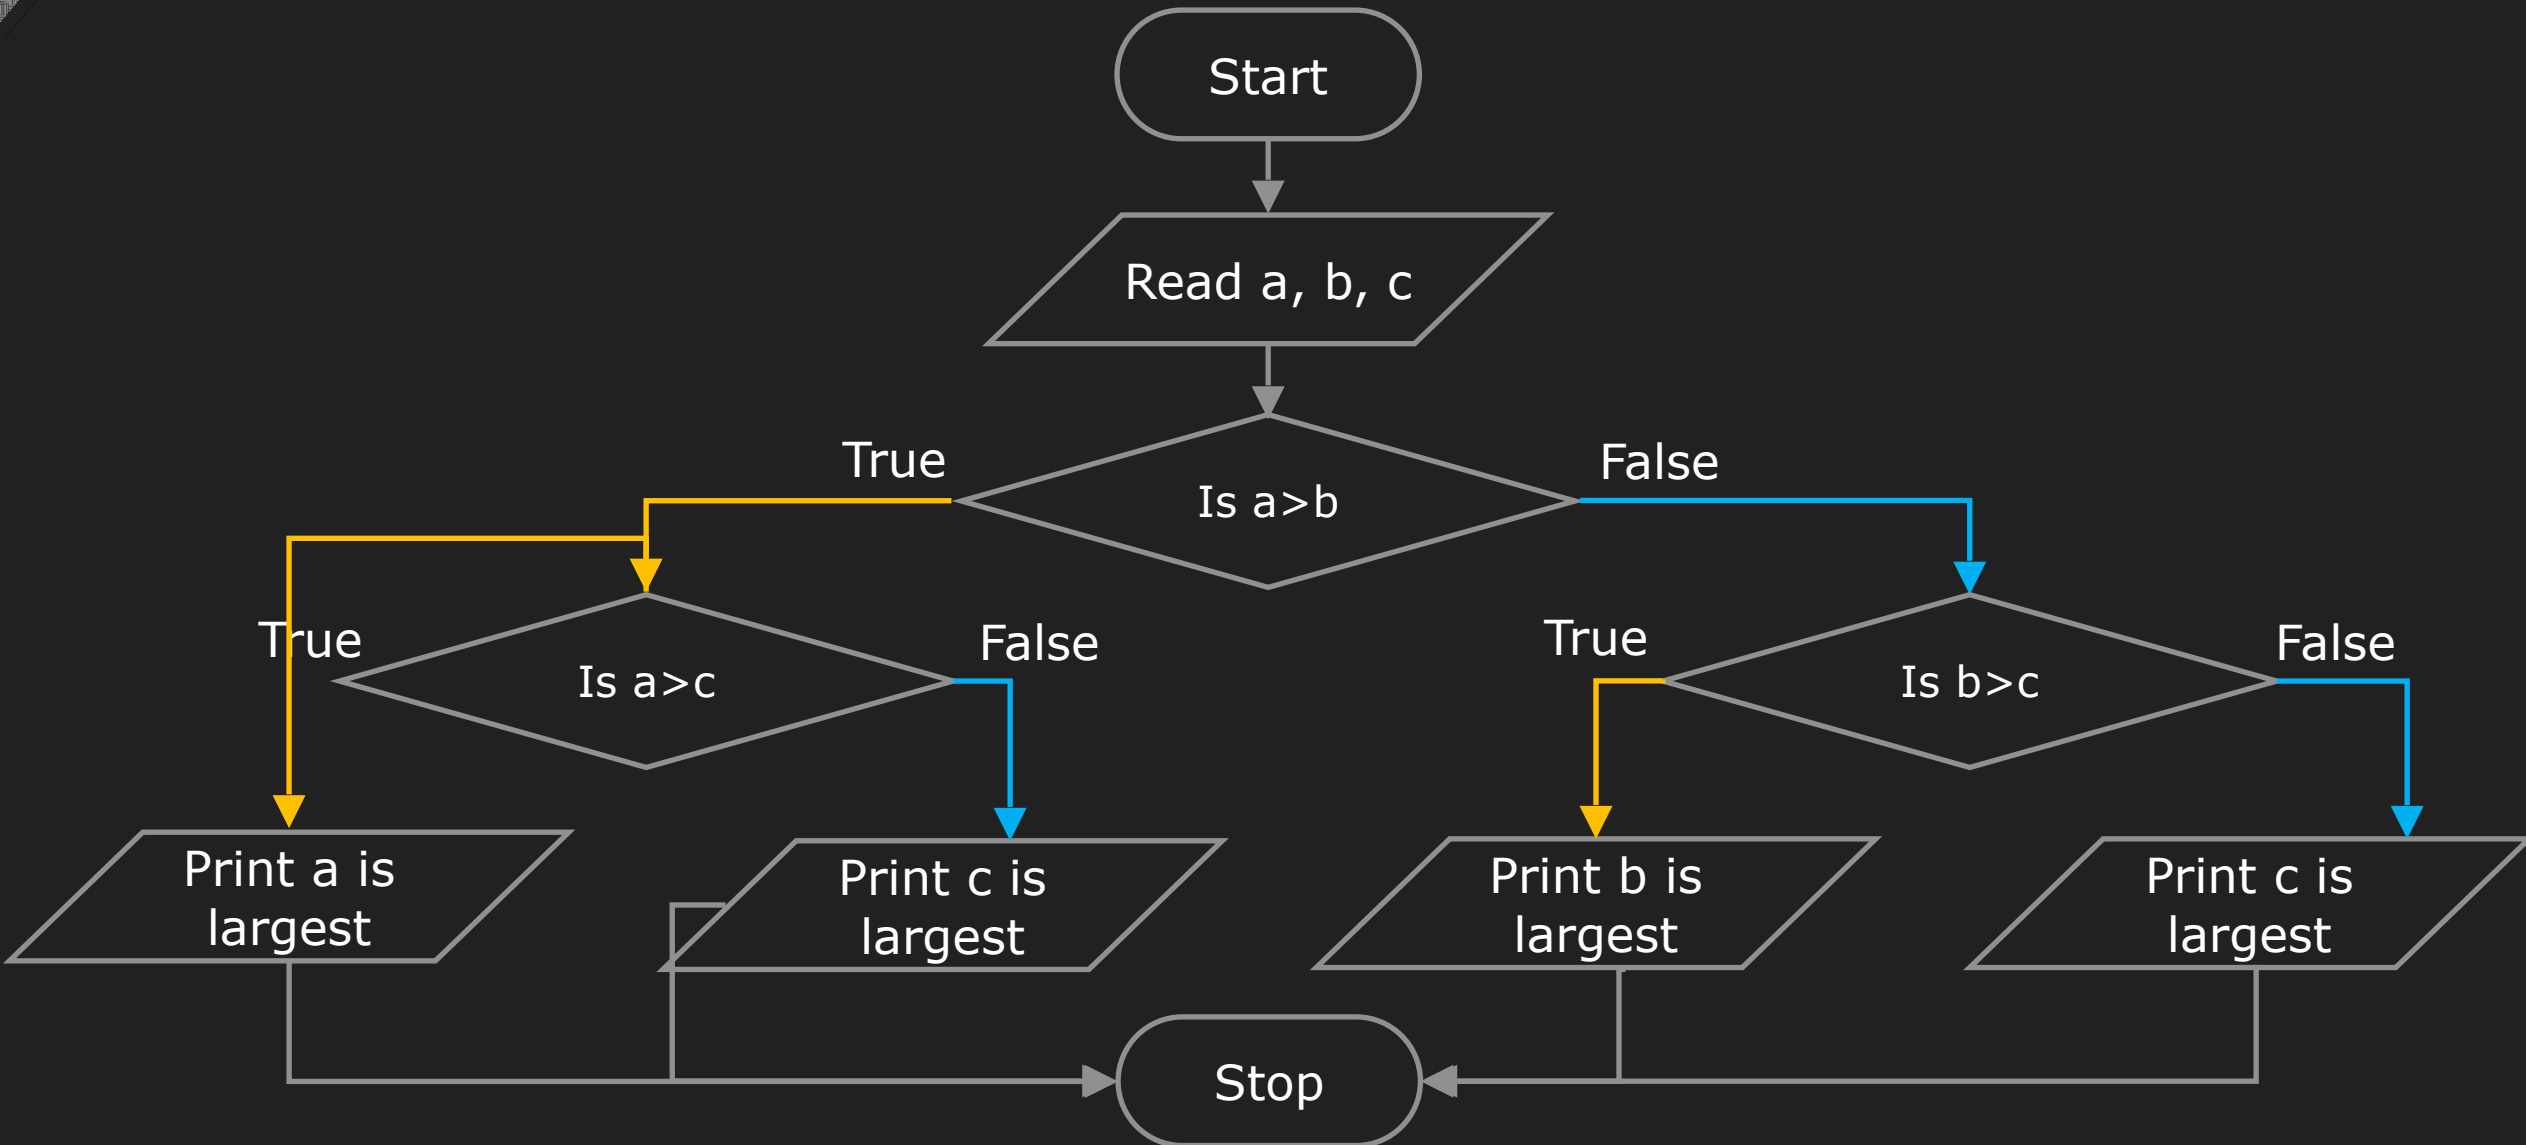 Start
Read a, b, c
True
False
Is a>b
True
False
True
False
Is a>c
Is b>c
Print a is
largest
Print c is
largest
Print b is
largest
Print c is
largest
Stop